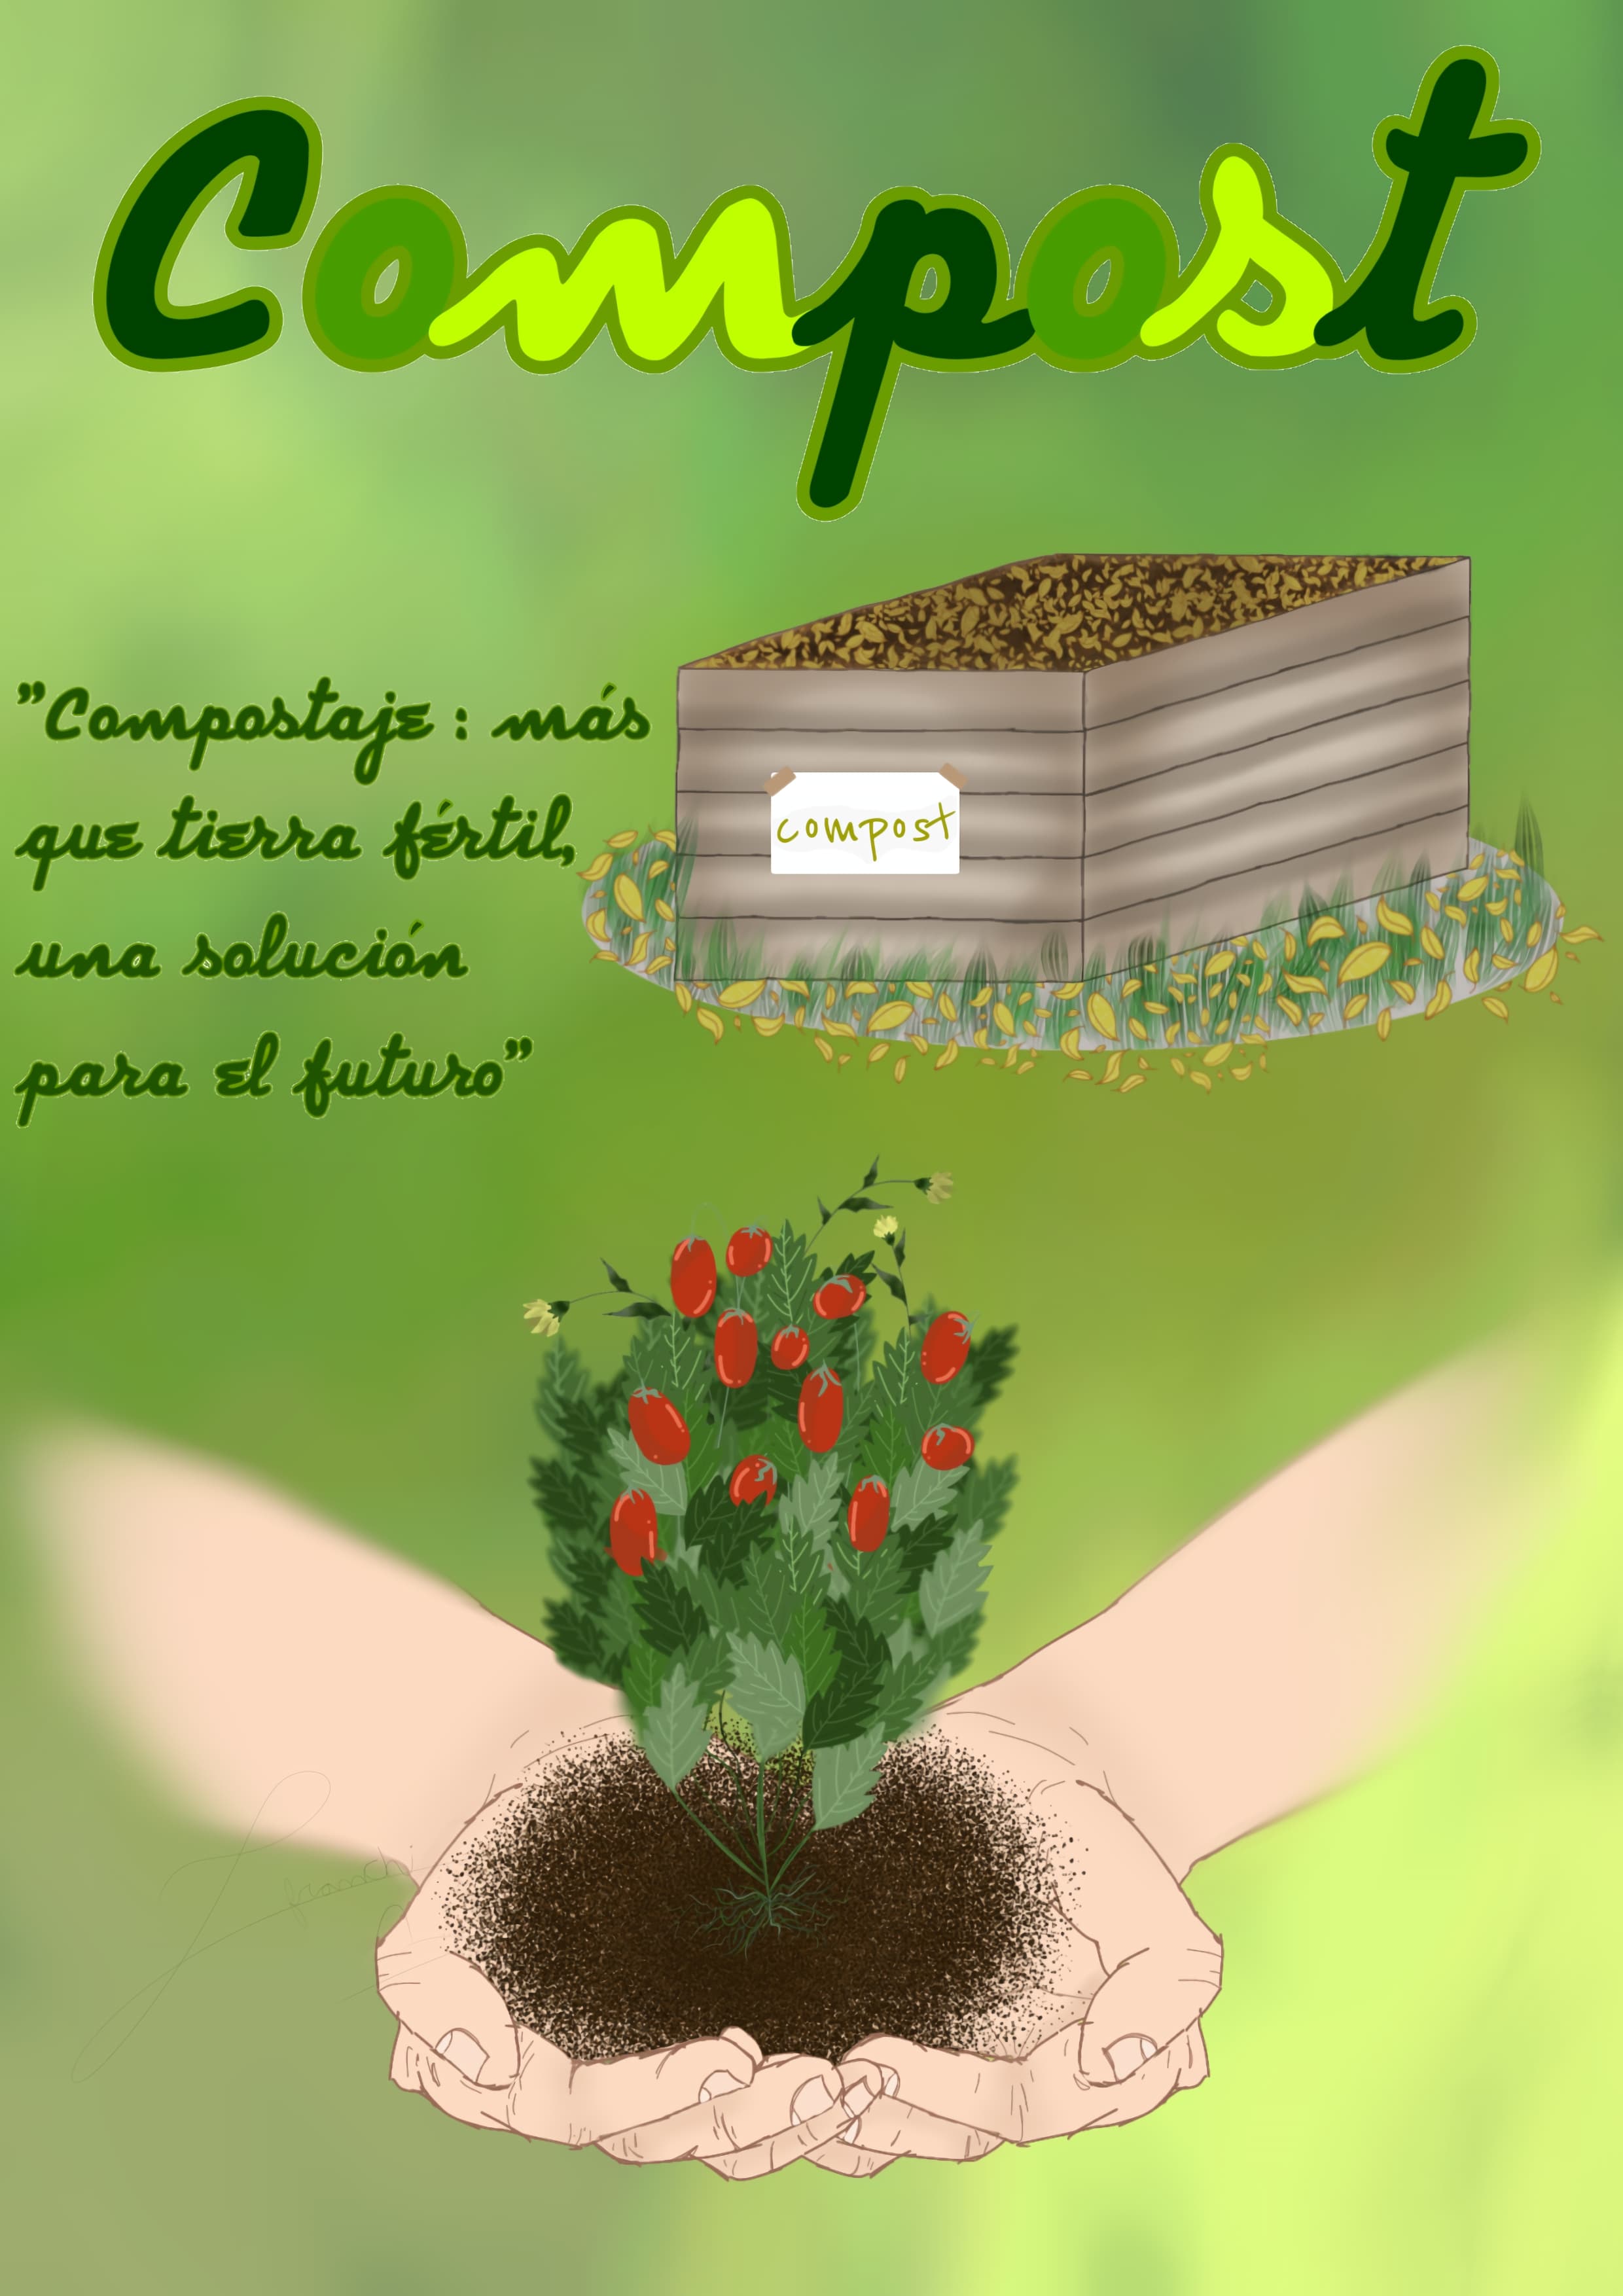 Compost
"Compostaje : más
que tierra fértil,
una solución
para el futuro"
compost